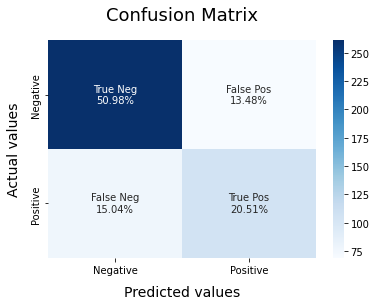 Confusion Matrix
Actual values
Negative
Positive
True Neg
50.98%
False Pos
13.48%
False Neg
15.04%
True Pos
20.51%
Negative
Positive
Predicted values
250
225
200
175
150
125
100
75